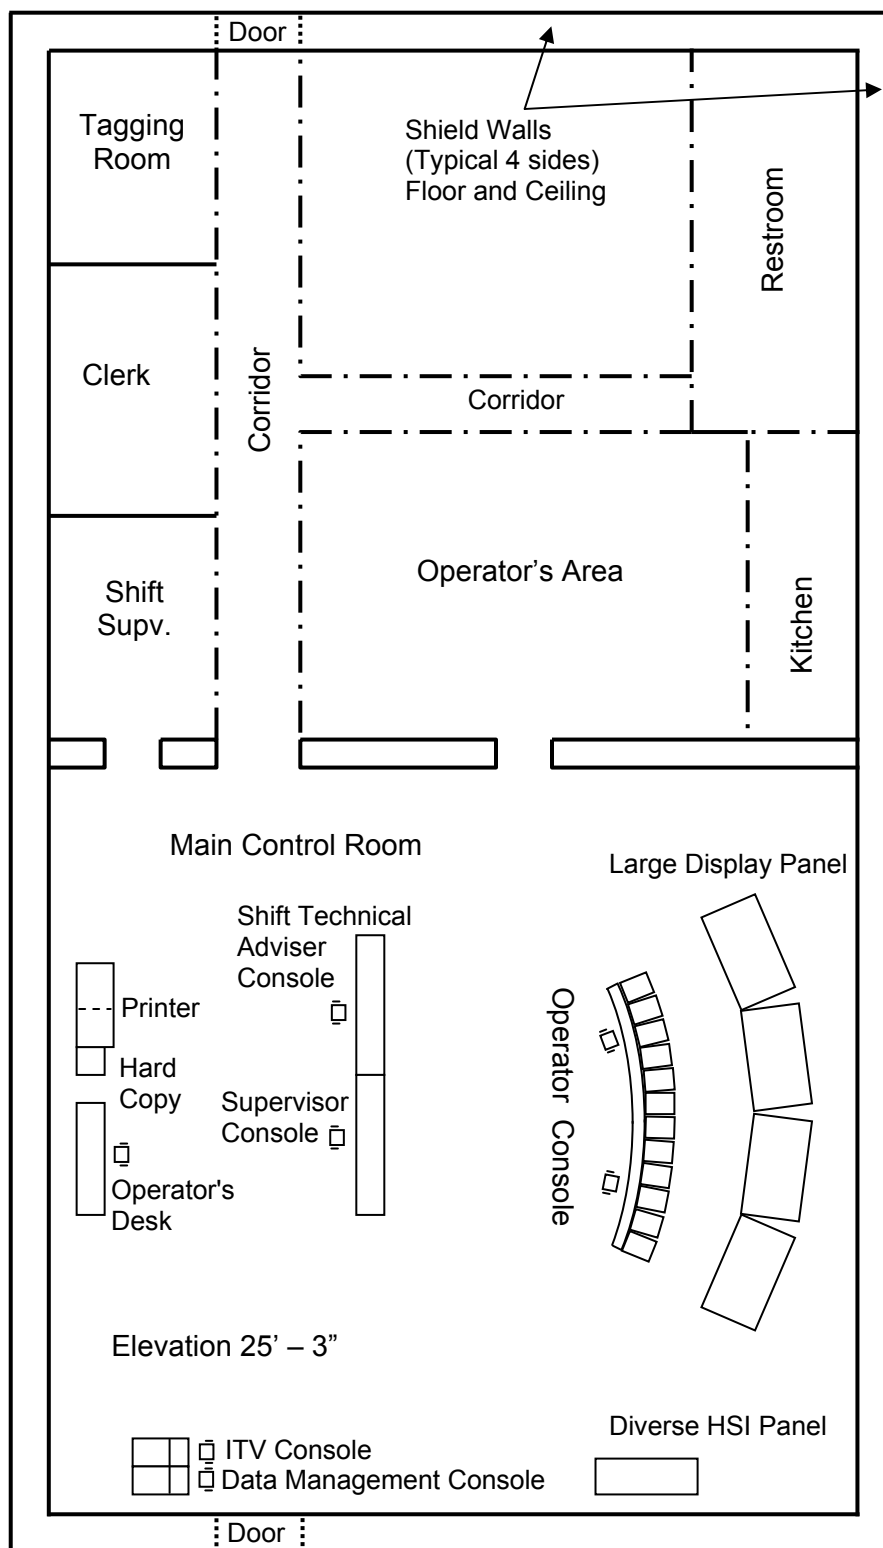 Door
Tagging
Room
Shield Walls
(Typical 4 sides)
Floor and Ceiling
Restroom
Clerk
Corridor
Corridor
Operator’s Area
Shift
Supv.
Kitchen
Main Control Room
Large Display Panel
Shift Technical
Adviser
Console
Printer
Hard
Copy
Supervisor
Console
Operator Console
Operator's
Desk
Elevation 25’ – 3”
Diverse HSI Panel
ITV Console
Data Management Console
Door